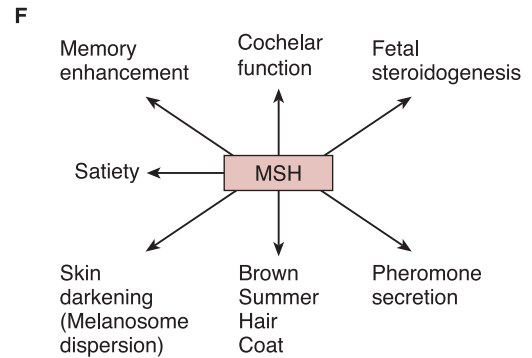 F
Memory
enhancement
Cochelar
function
Fetal
steroidogenesis
Satiety
MSH
Skin
darkening
(Melanosome
dispersion)
Brown
Summer
Hair
Coat
Pheromone
secretion